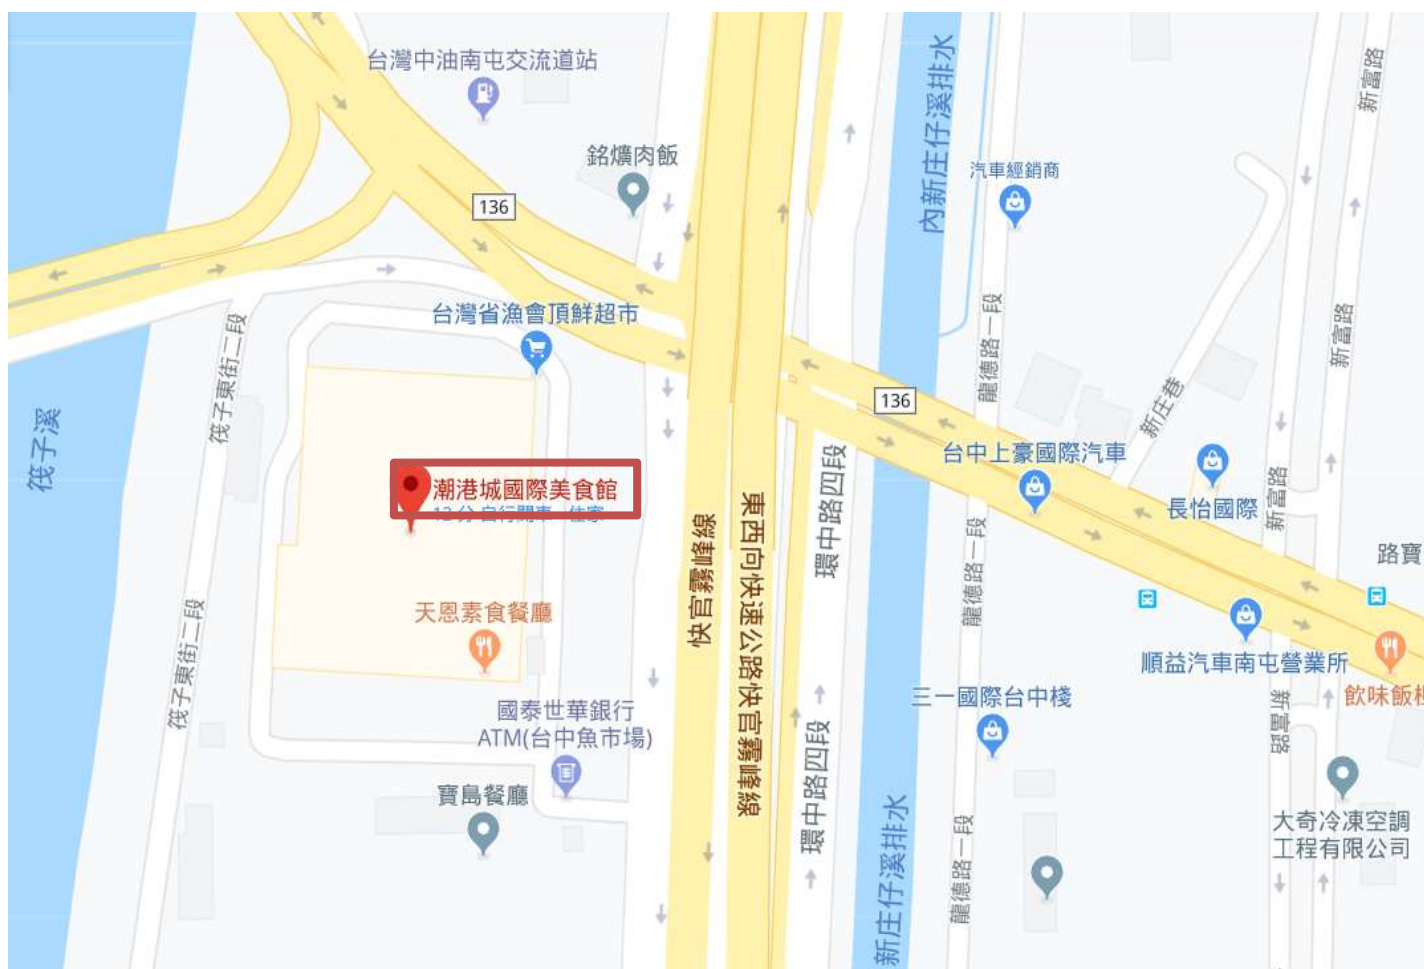 台灣中油南屯交流道站
銘爌肉飯
136
內新庄仔溪排水
汽車經銷商
新富路
台灣省漁會頂鮮超市
筏子東街二段
龍德路一段
新富路
筏子溪
136
新庄巷
台中上豪國際汽車
長怡國際
新富路
潮港城國際美食館
12 分 自行開車 - 住家
環中路四段
快官霧峰線
東西向快速公路快官霧峰線
龍德路一段
路寶
天恩素食餐廳
筏子東街二段
順益汽車南屯營業所
飲味飯
三一國際台中棧
新富路
國泰世華銀行
ATM(台中魚市場)
環中路四段
寶島餐廳
新庄仔溪排水
龍德路一段
大奇冷凍空調
工程有限公司